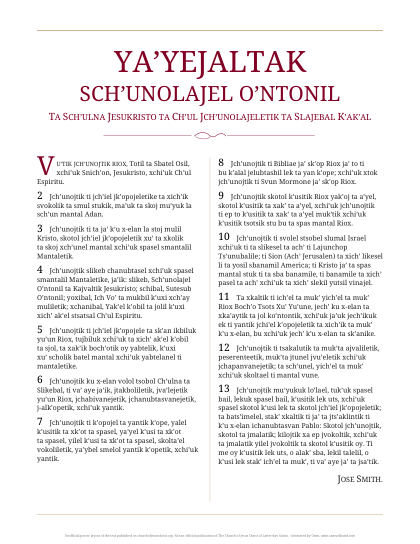 YA’YEJALTAK
SCH’UNOLAJEL O’NTONIL
TA SCH’ULNA JESUKRISTO TA CH’UL JCH’UNOLAJELETIK TA SLAJEBAL K’AK’AL
VU’TIK JCH’UNOJTIK RIOX, Totil ta Sbatel Osil,
xchi’uk Snich’on, Jesukristo, xchi’uk Ch’ul
Espiritu.
2 Jch’unojtik ti jch’iel jk’opojeletike ta xich’ik
svokolik ta smul stukik, ma’uk ta skoj mu’yuk la
sch’un mantal Adan.
3 Jch’unojtik ti ta ja’ k’u x-elan la stoj mulil
Kristo, skotol jch’iel jk’opojeletik xu’ ta xkolik
ta skoj xch’unel mantal xchi’uk spasel smantalil
Mantaletik.
4 Jch’unojtik slikeb chanubtasel xchi’uk spasel
smantalil Mantaletike, ja’ik: slikeb, Sch’unolajel
O’ntonil ta Kajvaltik Jesukristo; schibal, Sutesub
O’ntonil; yoxibal, Ich’ Vo’ ta mukbil k’uxi xch’ay
muliletik; xchanibal, Yak’el k’obil ta jolil k’uxi
xich’ ak’el stsatsal Ch’ul Espiritu.
5 Jch’unojtik ti jch’iel jk’opojele ta sk’an ikbiluk
yu’un Riox, tajubiluk xchi’uk ta xich’ ak’el k’obil
ta sjol, ta xak’ik boch’otik oy yabtelik, k’uxi
xu’ scholik batel mantal xchi’uk yabtelanel ti
mantaletike.
6 Jch’unojtik ku x-elan volol tsobol Ch’ulna ta
Slikebal, ti va’ aye ja’ik, jtakboliletik, jva’lejetik
yu’un Riox, jchabivanejetik, jchanubtasvanejetik,
j-alk’opetik, xchi’uk yantik.
7 Jch’unojtik ti k’opojel ta yantik k’ope, yalel
k’usitik ta xk’ot ta spasel, ya’yel k’usi ta xk’ot
ta spasel, yilel k’usi ta xk’ot ta spasel, skolta’el
vokoliletik, ya’ybel smelol yantik k’opetik, xchi’uk
yantik.
8 Jch’unojtik ti Bibliae ja’ sk’op Riox ja’ to ti
bu k’alal jelubtasbil lek ta yan k’ope; xchi’uk xtok
jch’unojtik ti Svun Mormone ja’ sk’op Riox.
9 Jch’unojtik skotol k’usitik Riox yak’oj ta a’yel,
skotol k’usitik ta xak’ ta a’yel, xchi’uk jch’unojtik
ti ep to k’usitik ta xak’ ta a’yel muk’tik xchi’uk
k’usitik tsotsik stu bu ta spas mantal Riox.
10 Jch’unojtik ti svolel stsobel slumal Israel
xchi’uk ti ta slikesel ta ach’ ti Lajunchop
Ts’unubalile; ti Sion (Ach’ Jerusalen) ta xich’ likesel
li ta yosil sbanamil America; ti Kristo ja’ ta spas
mantal stuk ti ta sba banamile, ti banamile ta xich’
pasel ta ach’ xchi’uk ta xich’ slekil yutsil vinajel.
11 Ta xkaltik ti ich’el ta muk’ yich’el ta muk’
Riox Boch’o Tsots Xu’ Yu’une, jech’ ku x-elan ta
xka’aytik ta jol ko’ntontik, xchi’uk ja’uk jech’ikuk
ek ti yantik jch’iel k’opojeletik ta xich’ik ta muk’
k’u x-elan, bu xchi’uk jech’ k’u x-elan ta sk’anike.
12 Jch’unojtik ti tsakalutik ta muk’ta ajvaliletik,
peserenteetik, muk’ta jtunel jvu’eletik xchi’uk
jchapanvanejetik; ta sch’unel, yich’el ta muk’
xchi’uk skoltael ti mantal vune.
13 Jch’unojtik mu’yukuk lo’lael, tuk’uk spasel
bail, lekuk spasel bail, k’usitik lek uts, xchi’uk
spasel skotol k’usi lek ta skotol jch’iel jk’opojeletik;
ta bats’imelel, stak’ xkaltik ti ja’ ta jts’aklintik ti
k’u x-elan ichanubtasvan Pablo: Skotol jch’unojtik,
skotol ta jmalatik; kilojtik xa ep jvokoltik, xchi’uk
ta jmalatik yilel jvokoltik ta skotol k’usitik oy. Ti
me oy k’usitik lek uts, o alak’ sba, lekil talelil, o
k’usi lek stak’ ich’el ta muk’, ti va’ aye ja’ ta jsa’tik.
JOSE SMITH.